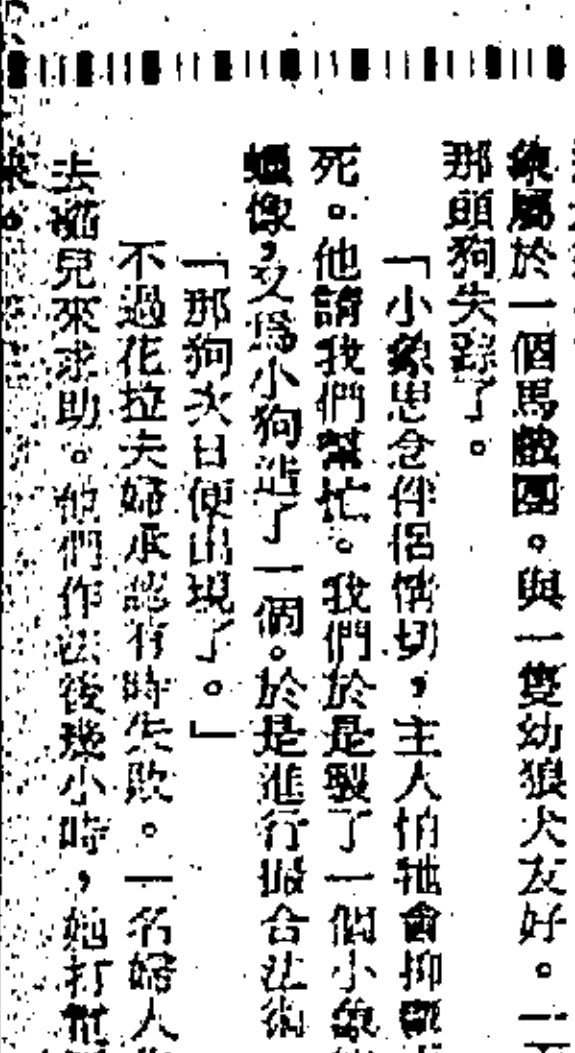 象屬於一個馬戲團。與一隻幼狼犬友好。一
那頭狗失踪了。
「小象思念伴侶情切,主人怕牠會抑鬱
死。他請我們幫忙。我們於是製了一個小象
蠟像,又爲小狗造了一個。於是進行撮合法術
「那狗次日便出現了。」
不過花拉夫婦承認有時失敗。一名婦人
去貓兒來求助。他們作法後幾小時,她打電